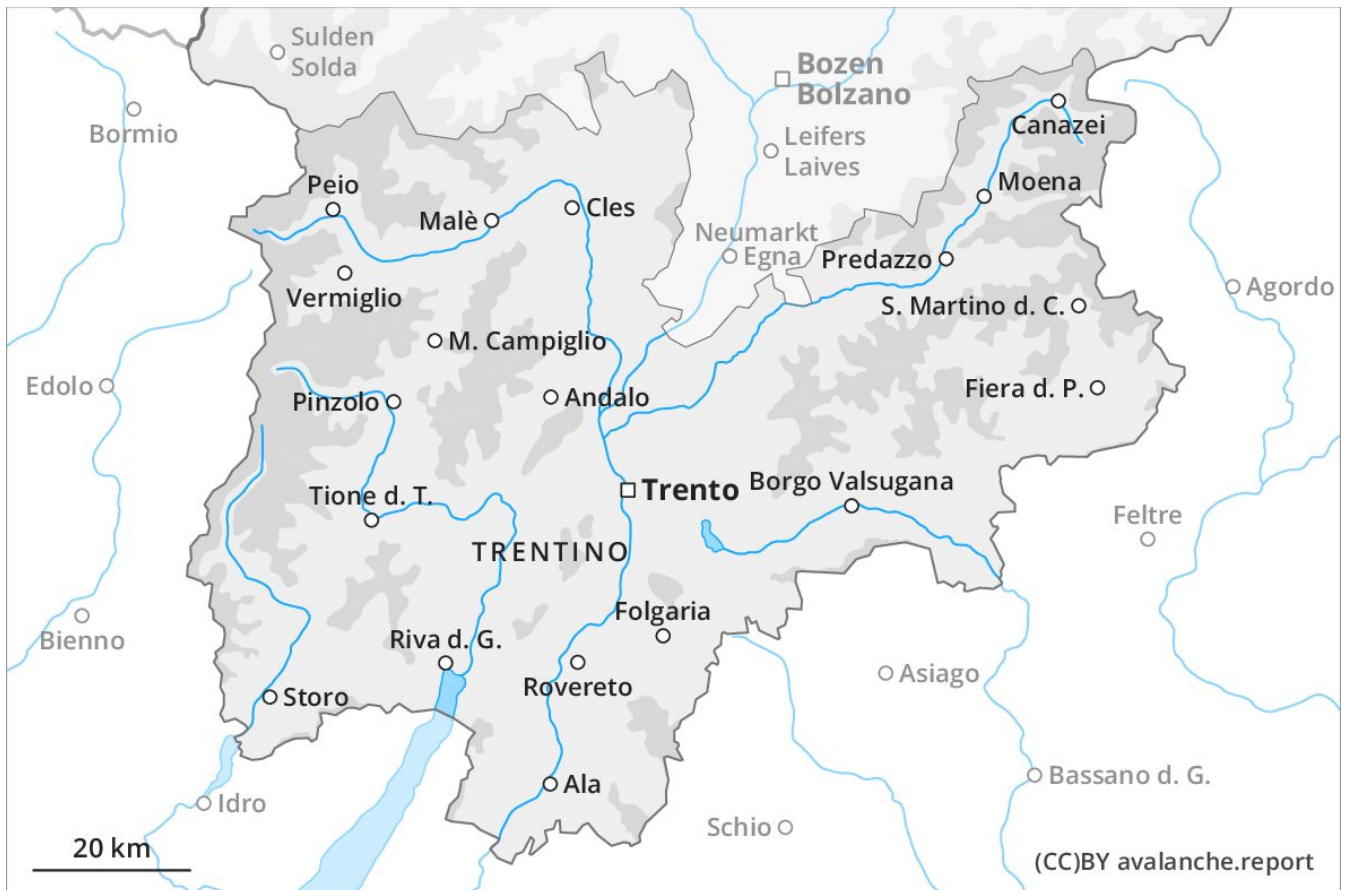 Sulden
Solda
Bozen
Bolzano
Bormio
Canazei
Leifers
Laives
Peio
Moena
Malè
Cles
Neumarkt
Egna
Predazzo
Vermiglio
Agordo
S. Martino d. C.
M. Campiglio
Edolo
Fiera d. P.
Pinzolo
Andalo
Borgo Valsugana
Trento
Tione d. T.
Feltre
TRENTINO
Folgaria
Bienno
Riva d. G.
Asiago
Rovereto
Storo
Bassano d. G.
Ala
Idro
Schio
20 km
(CC)BY avalanche.report